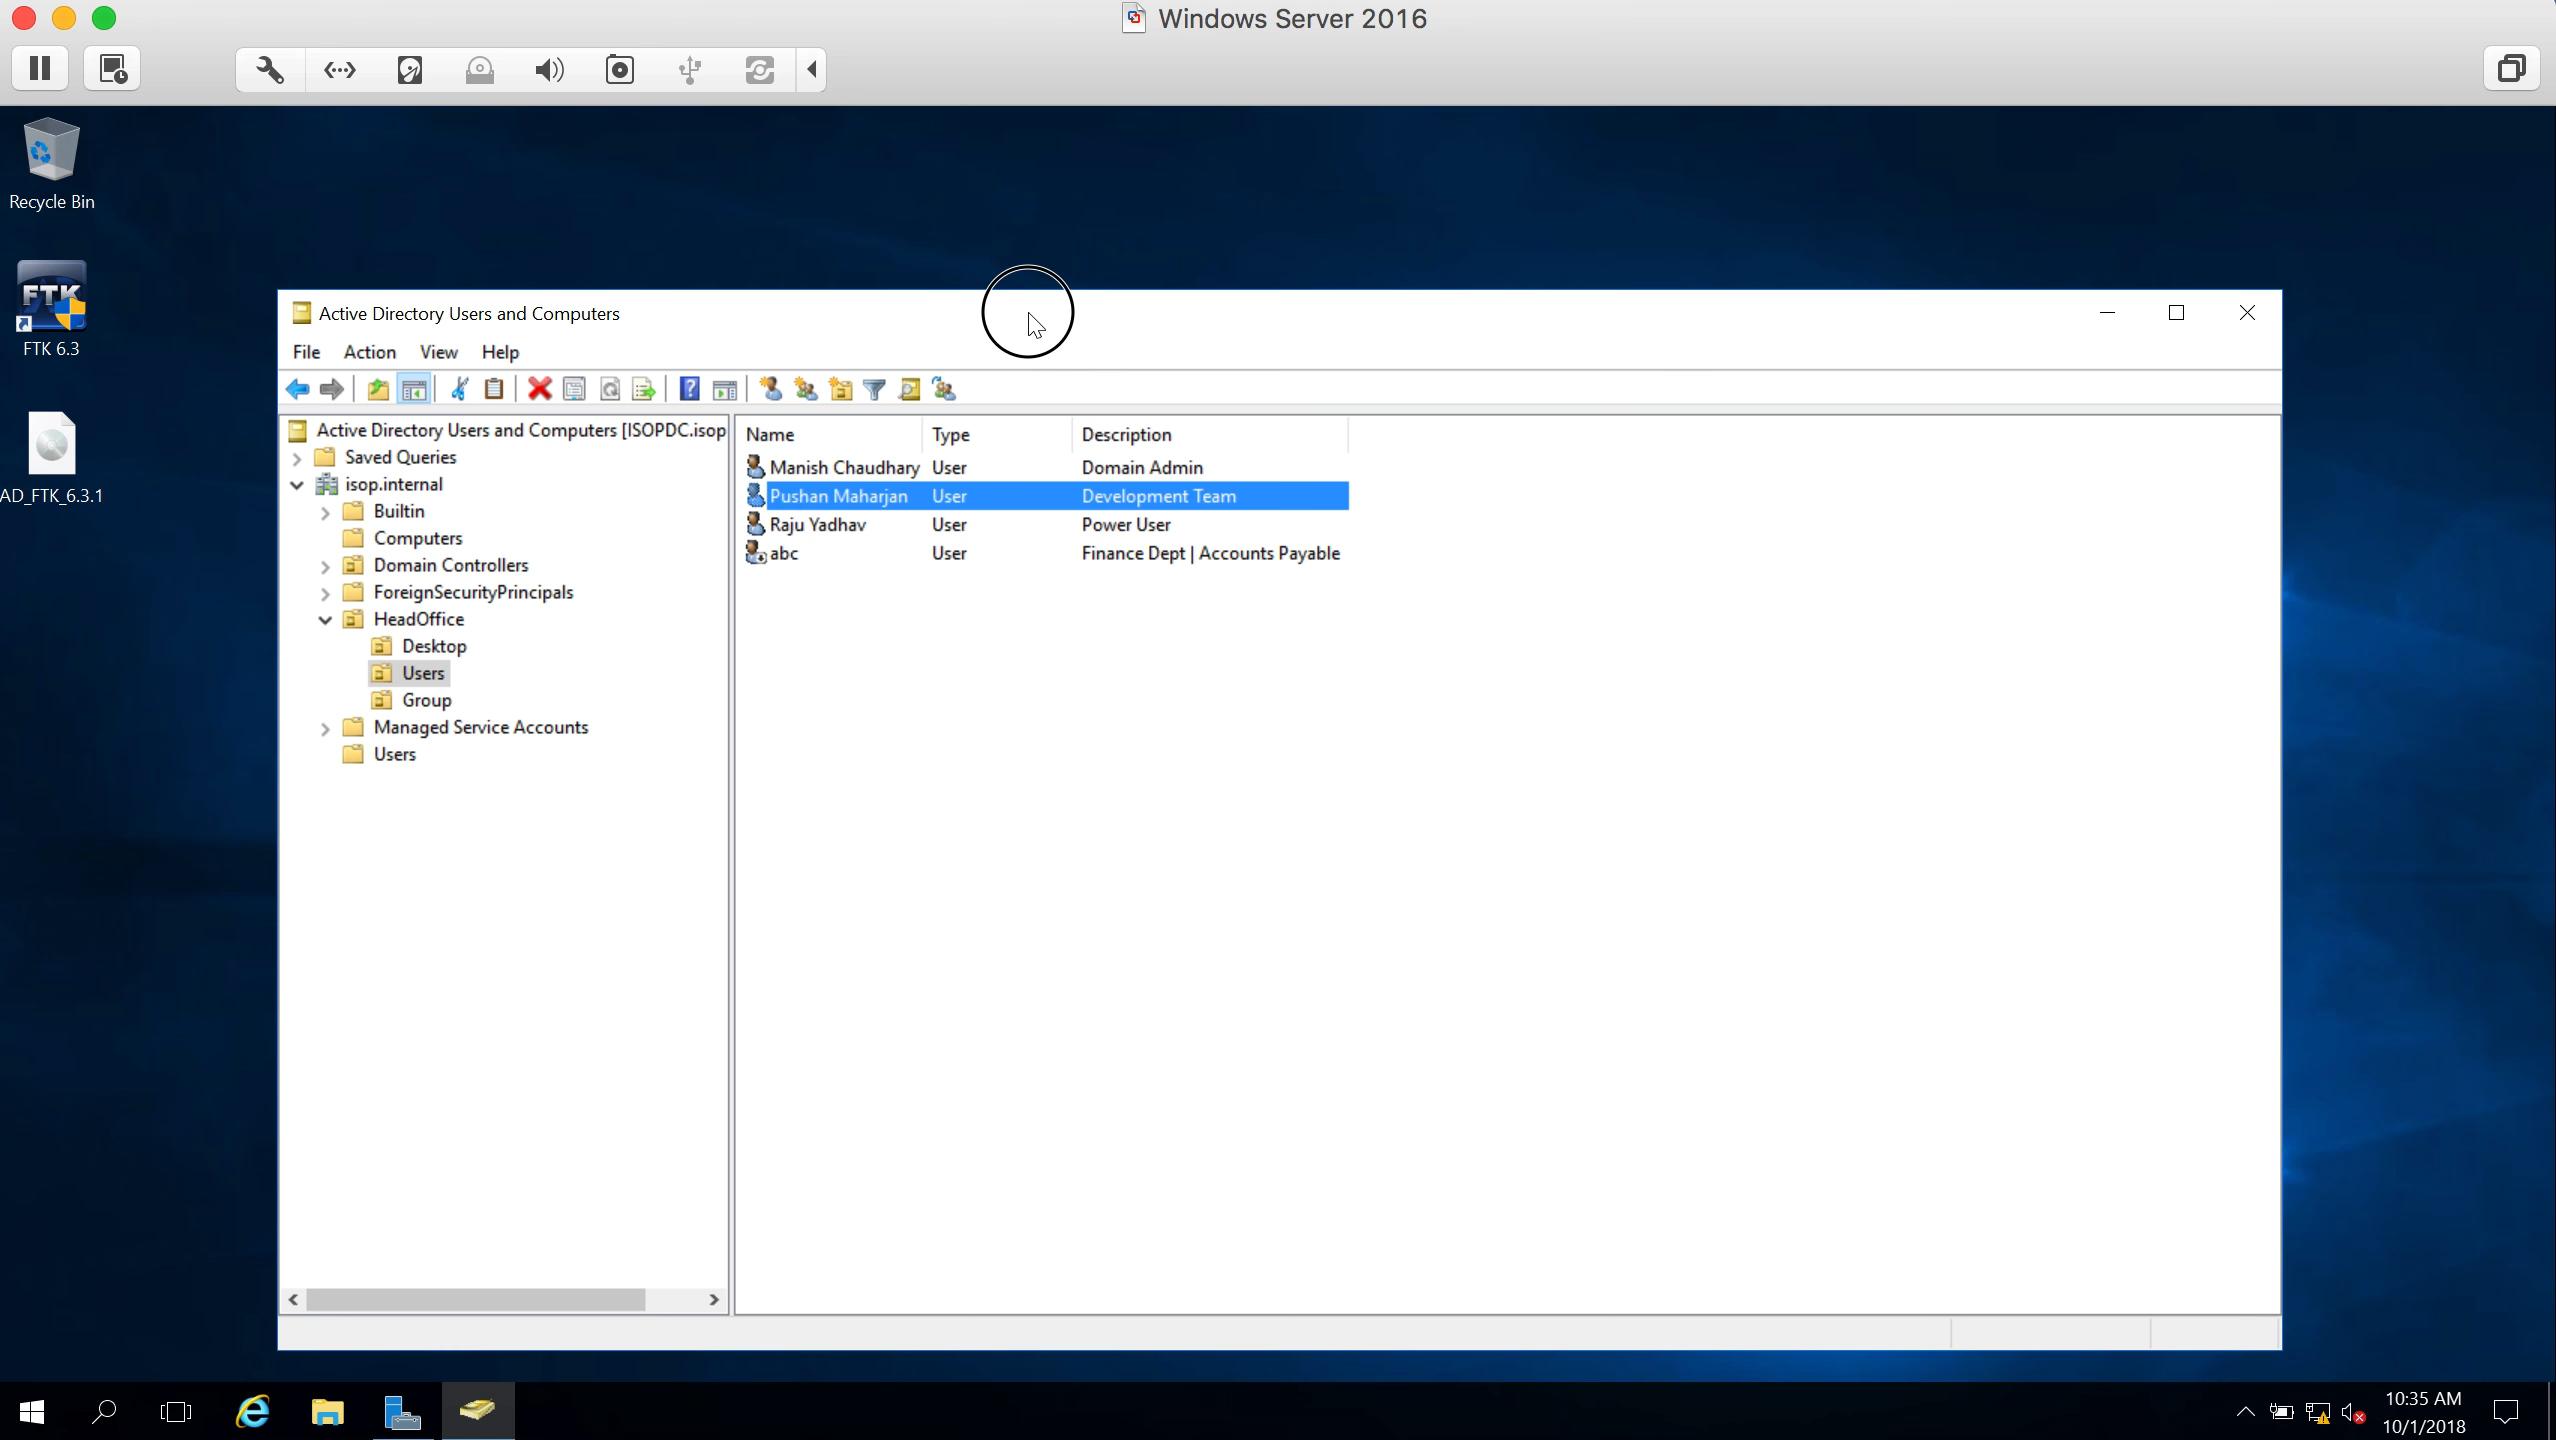 Windows Server 2016
Recycle Bin
FTK
FTK 6.3
AD_FTK_6.3.1
Active Directory Users and Computers
File Action View Help
Active Directory Users and Computers [ISOPDC.isop
Saved Queries
isop.internal
Builtin
Computers
Domain Controllers
ForeignSecurityPrincipals
HeadOffice
Desktop
Users
Group
Managed Service Accounts
Users
Name Type Description
Manish Chaudhary User Domain Admin
Pushan Maharjan User Development Team
Raju Yadhav User Power User
abc User Finance Dept | Accounts Payable
10:35 AM
10/1/2018